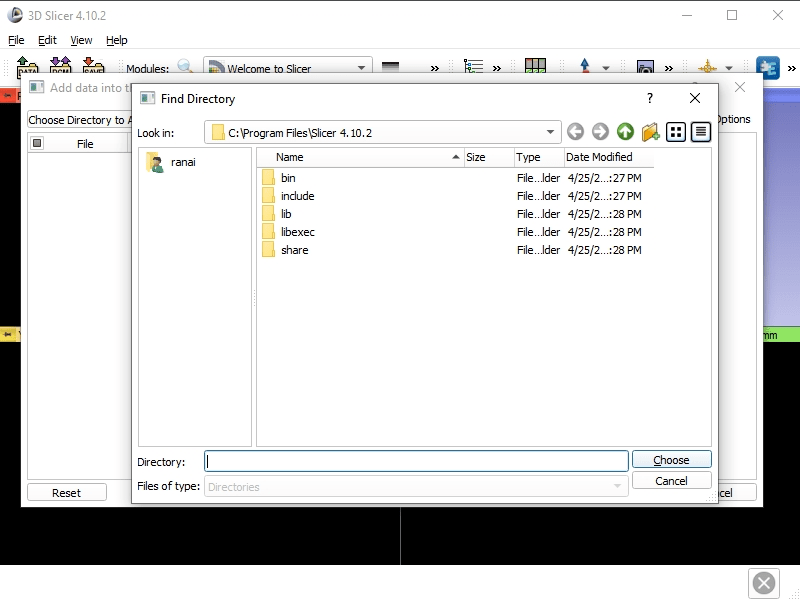 3D Slicer 4.10.2
File Edit View Help
DATA DCM SAVE Modules: Welcome to Slicer
Add data into th
Find Directory
?
Choose Directory to A
Options
Look in: C:\Program Files\Slicer 4.10.2
File
ranai
Name Size Type Date Modified
bin File...lder 4/25/2...:27 PM
include File...lder 4/25/2...:27 PM
lib File...lder 4/25/2...:28 PM
libexec File...lder 4/25/2...:28 PM
share File...lder 4/25/2...:28 PM
mm
Directory: Choose
Files of type: Directories Cancel
Reset
cel